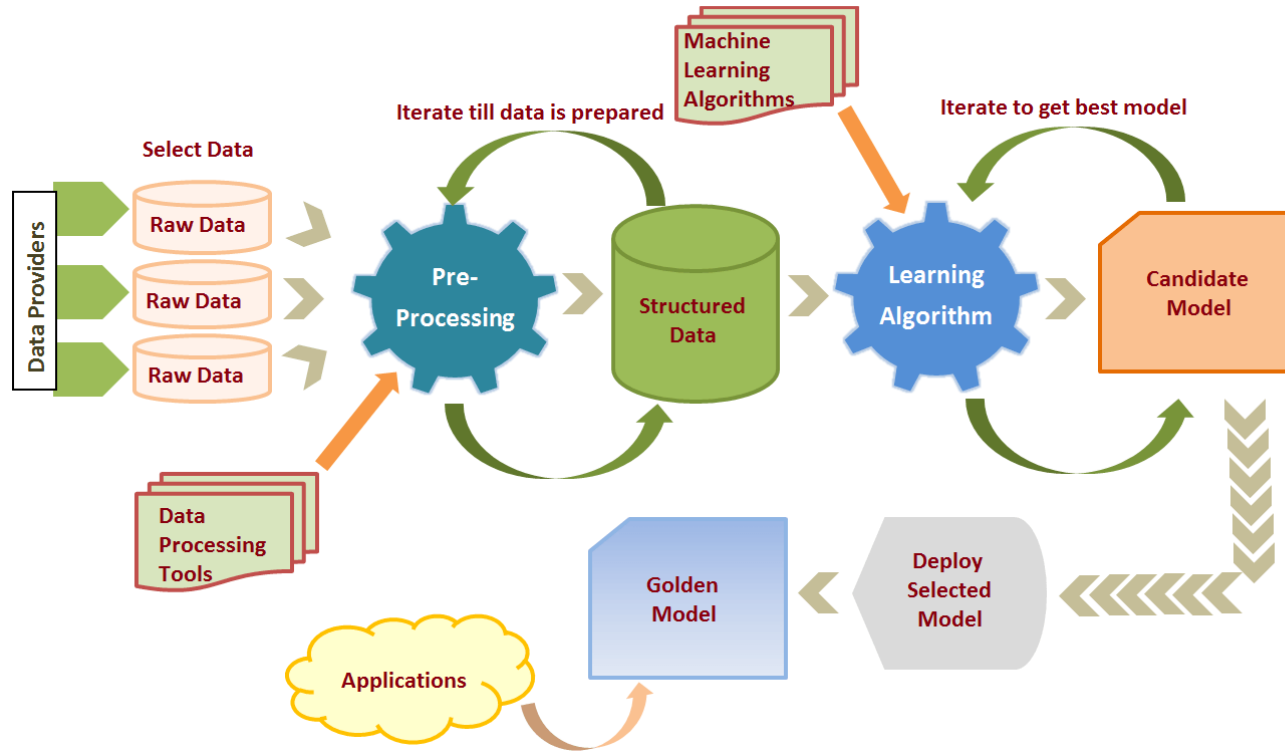 Machine
Learning
Algorithms
Iterate till data is prepared
Iterate to get best model
Select Data
Data Providers
Raw Data
Raw Data
Raw Data
Pre-
Processing
Structured
Data
Learning
Algorithm
Candidate
Model
Data
Processing
Tools
Golden
Model
Deploy
Selected
Model
Applications